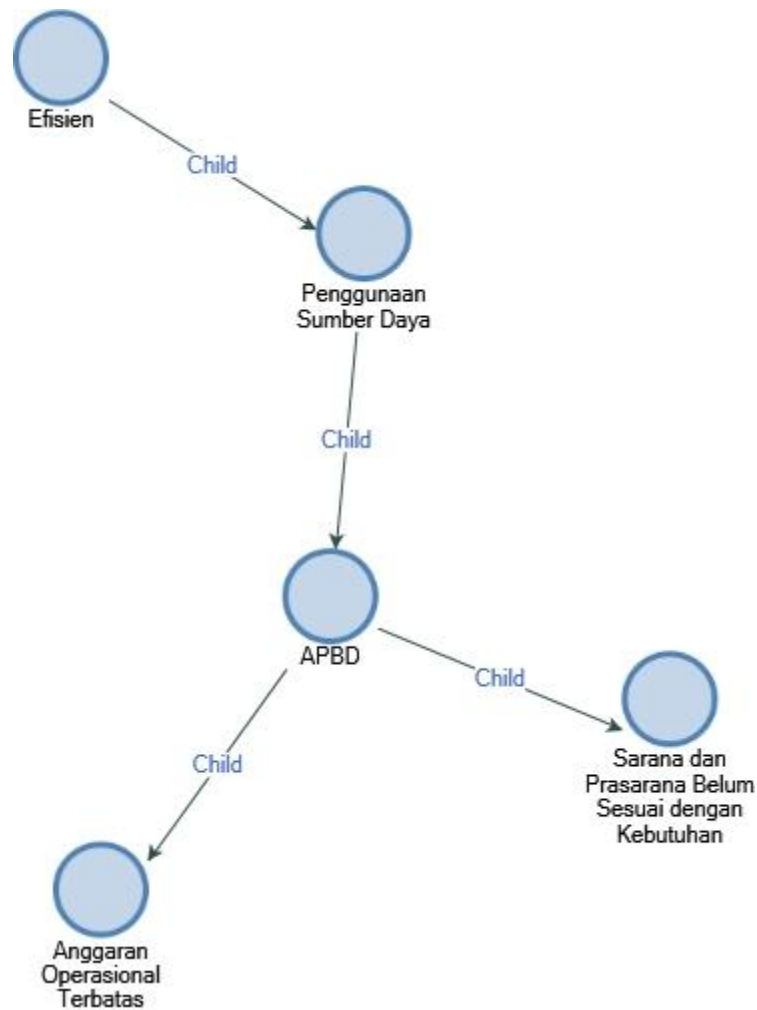 Efisien
Child
Penggunaan
Sumber Daya
Child
APBD
Child
Sarana dan
Prasarana Belum
Sesuai dengan
Kebutuhan
Child
Anggaran
Operasional
Terbatas